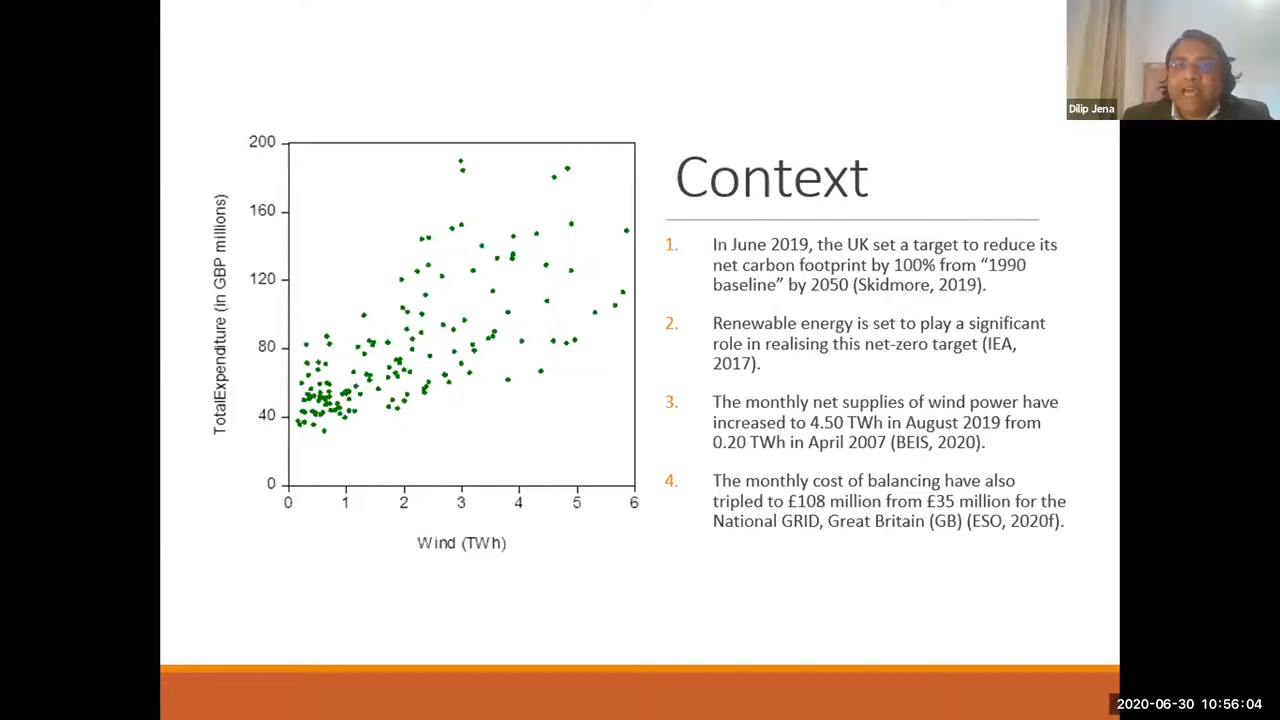 Dilip Jena
Context
200
160
120
80
40
0
0 1 2 3 4 5 6
TotalExpenditure (in GBP millions)
Wind (TWh)
1. In June 2019, the UK set a target to reduce its
net carbon footprint by 100% from “1990
baseline” by 2050 (Skidmore, 2019).
2. Renewable energy is set to play a significant
role in realising this net-zero target (IEA,
2017).
3. The monthly net supplies of wind power have
increased to 4.50 TWh in August 2019 from
0.20 TWh in April 2007 (BEIS, 2020).
4. The monthly cost of balancing have also
tripled to £108 million from £35 million for the
National GRID, Great Britain (GB) (ESO, 2020f).
2020-06-30 10:56:04